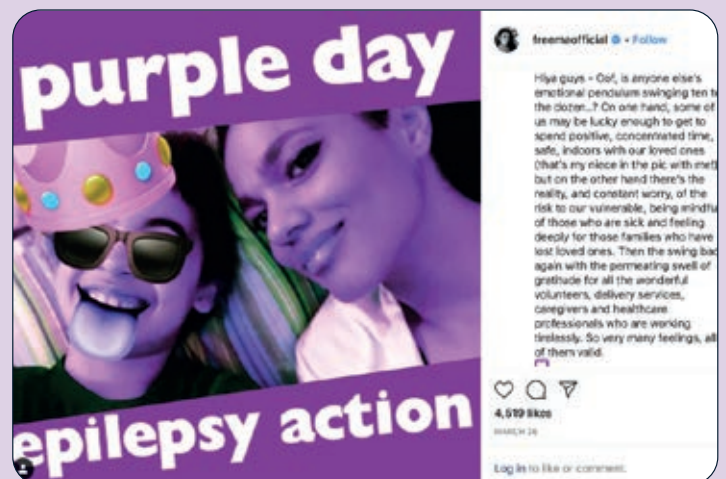 purple day
epilepsy action
freemaofficial • Follow
Hiya guys - Oof, is anyone else's
emotional pendulum swinging ten to
the dozen...? On one hand, some of
us may be lucky enough to get to
spend positive, concentrated time,
safe, indoors with our loved ones
(that's my niece in the pic with me!)
but on the other hand there's the
reality, and constant worry, of the
risk to our vulnerable, being mindfu
of those who are sick and feeling
deeply for those families who have
lost loved ones. Then the swing bac
again with the permeating swell of
gratitude for all the wonderful
volunteers, delivery services,
caregivers and healthcare
professionals who are working
tirelessly. So very many feelings, all
of them valid.
4,519 likes
MARCH 26
Log in to like or comment.